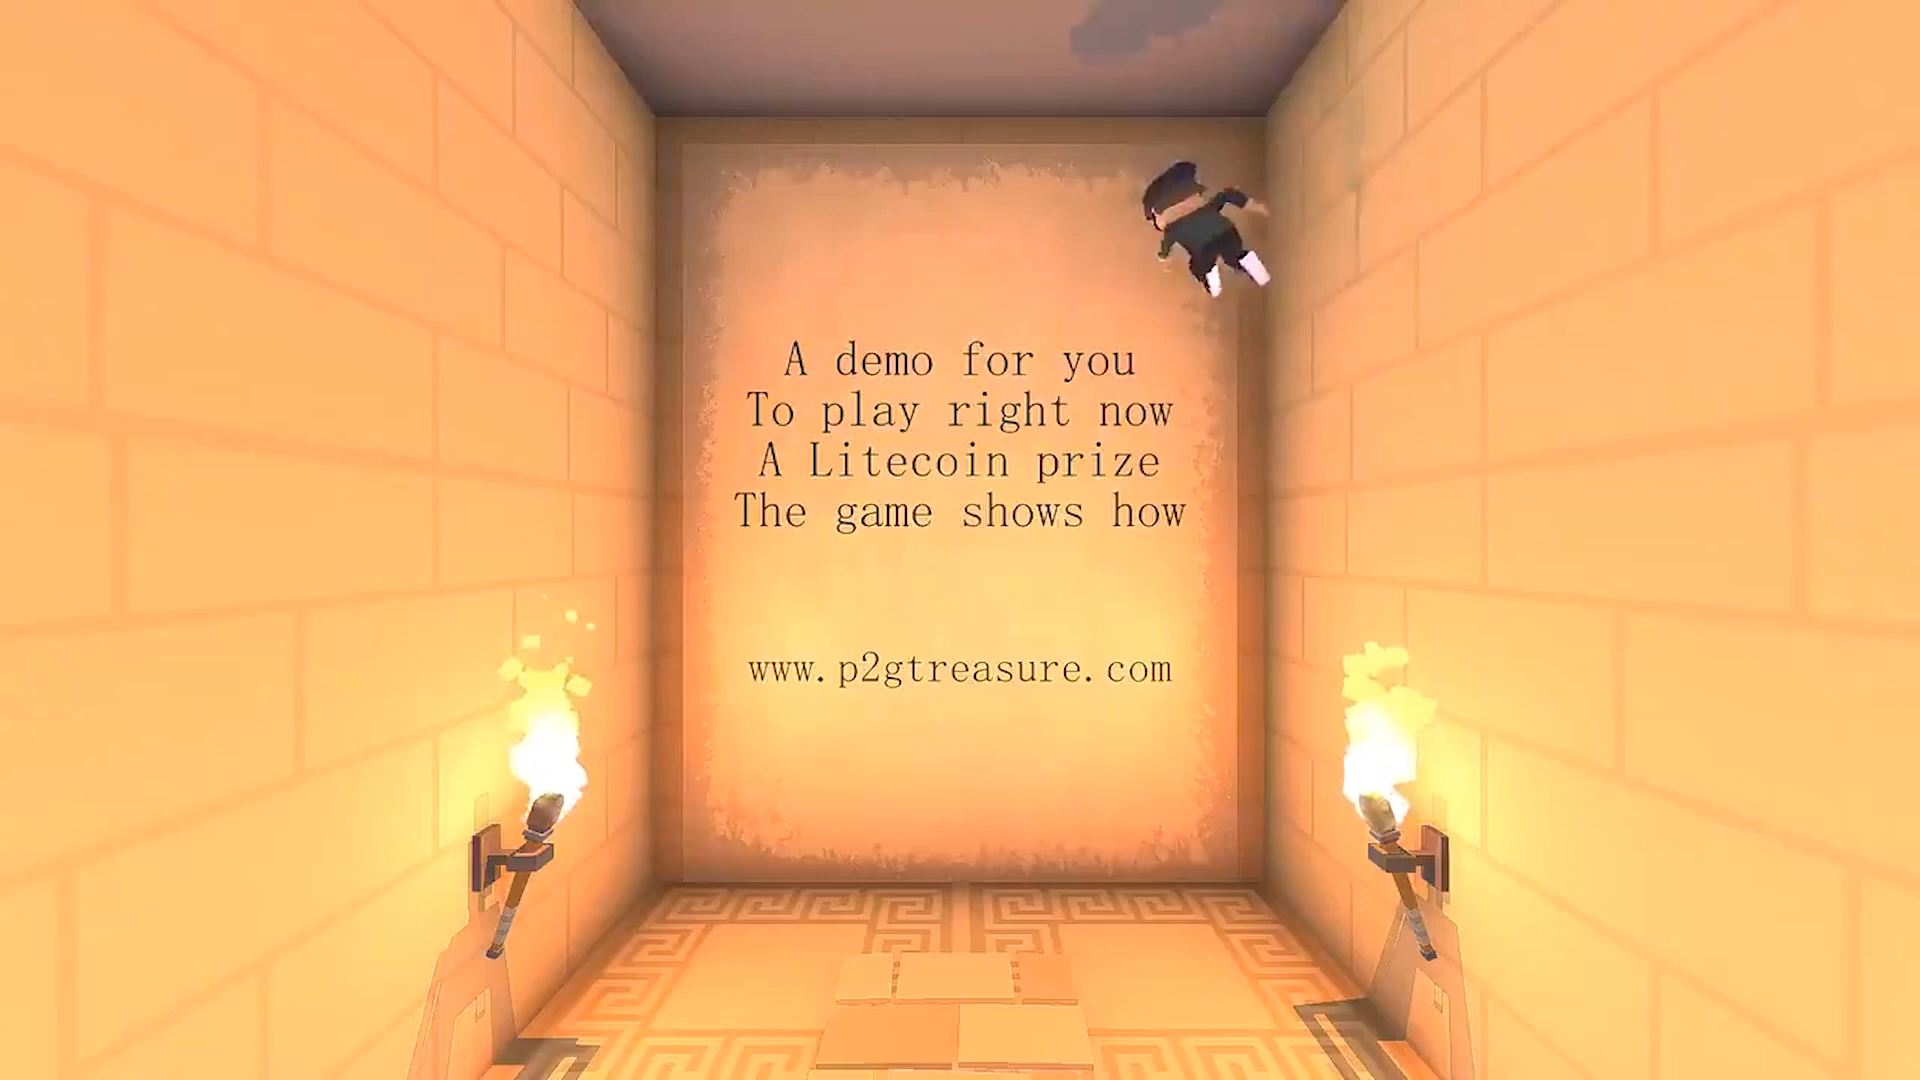 A demo for you
To play right now
A Litecoin prize
The game shows how
www.p2gtreasure.com